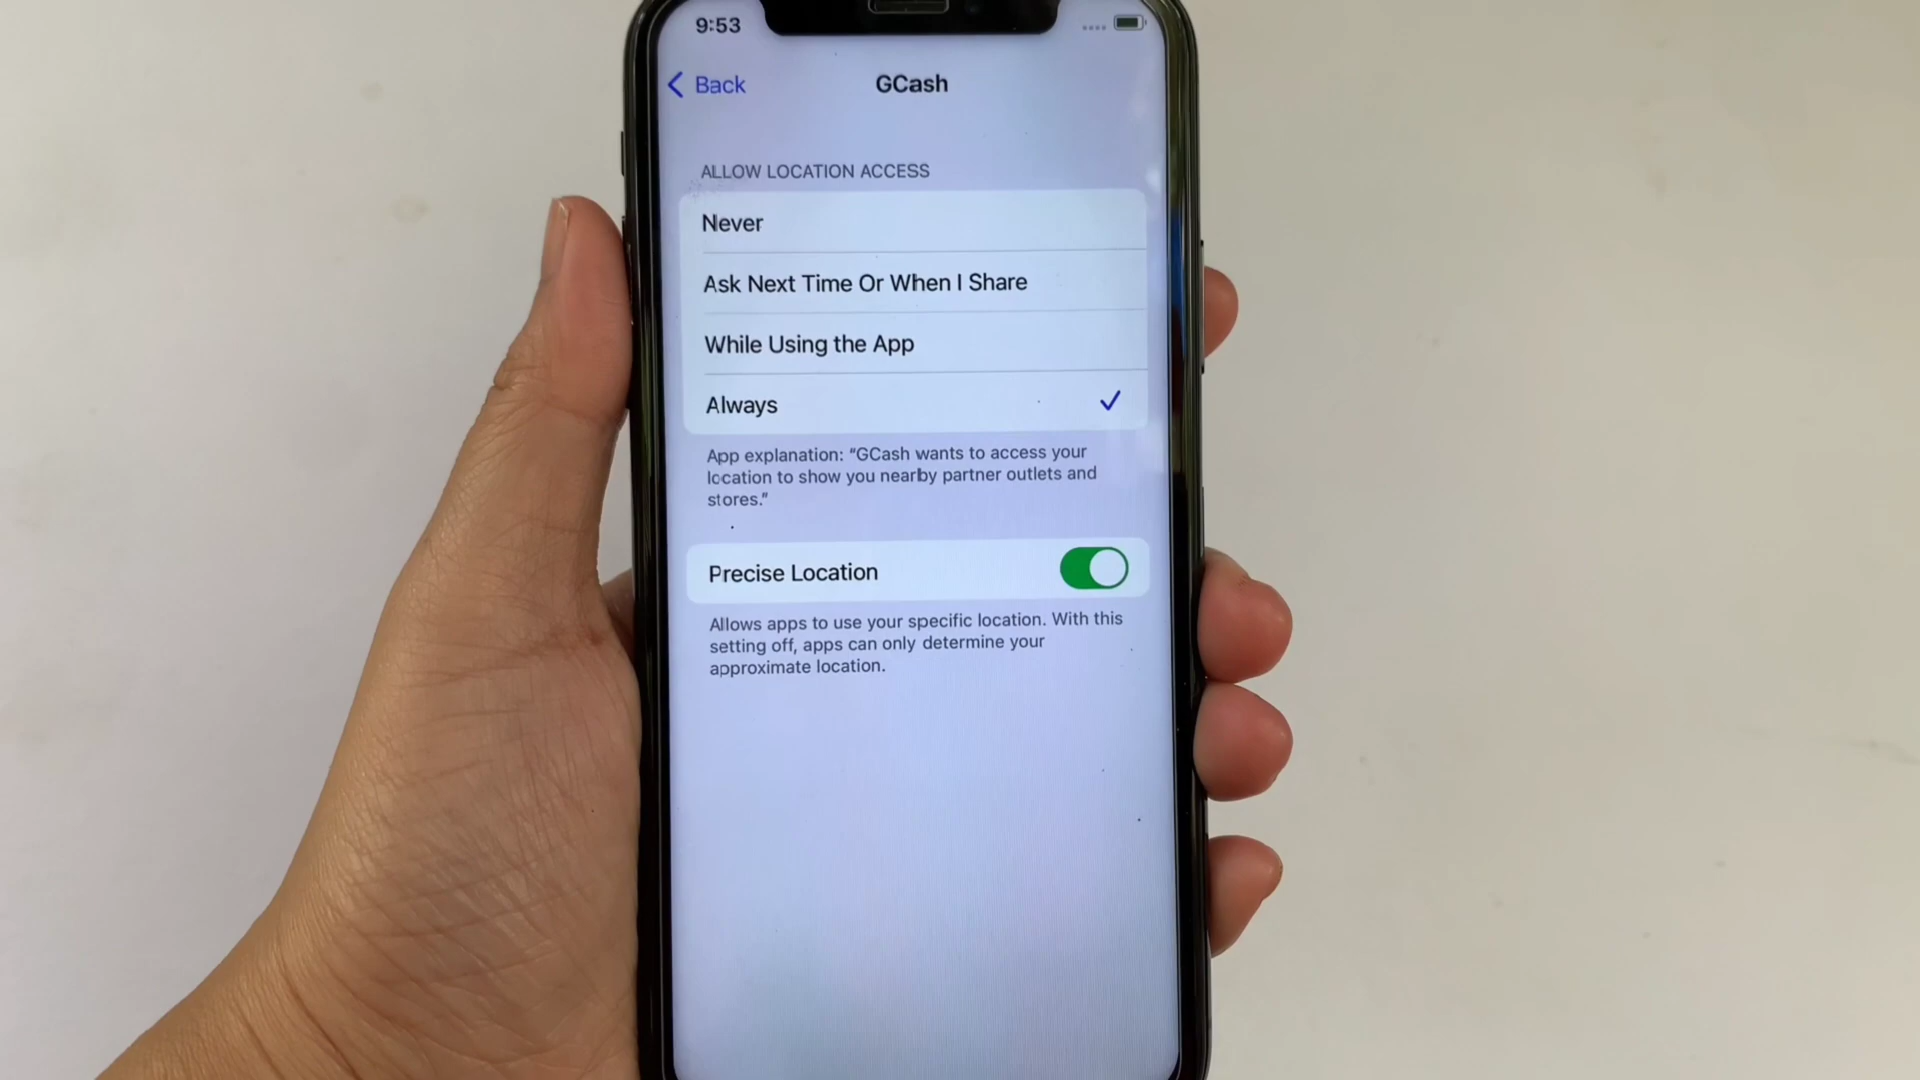 9:53
Back
GCash
ALLOW LOCATION ACCESS
Never
Ask Next Time Or When I Share
While Using the App
Always
App explanation: “GCash wants to access your
location to show you nearby partner outlets and
stores.”
Precise Location
Allows apps to use your specific location. With this
setting off, apps can only determine your
approximate location.